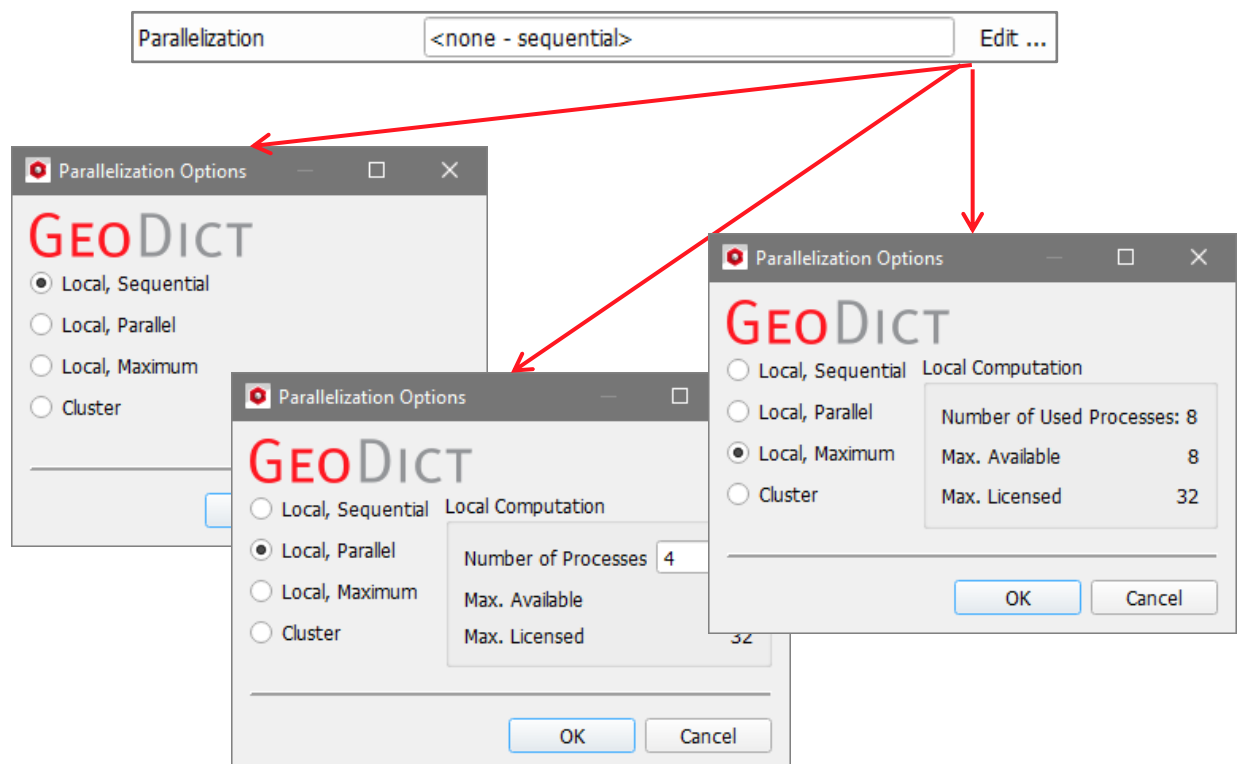 Parallelization <none - sequential> Edit ...
Parallelization Options
GEODICT
Local, Sequential
Local, Parallel
Local, Maximum
Cluster
Parallelization Options
GEODICT
Local, Sequential Local Computation
Local, Parallel Number of Processes 4
Local, Maximum Max. Available
Cluster Max. Licensed 32
OK Cancel
Parallelization Options
GEODICT
Local, Sequential Local Computation
Local, Parallel Number of Used Processes: 8
Local, Maximum Max. Available 8
Cluster Max. Licensed 32
OK Cancel